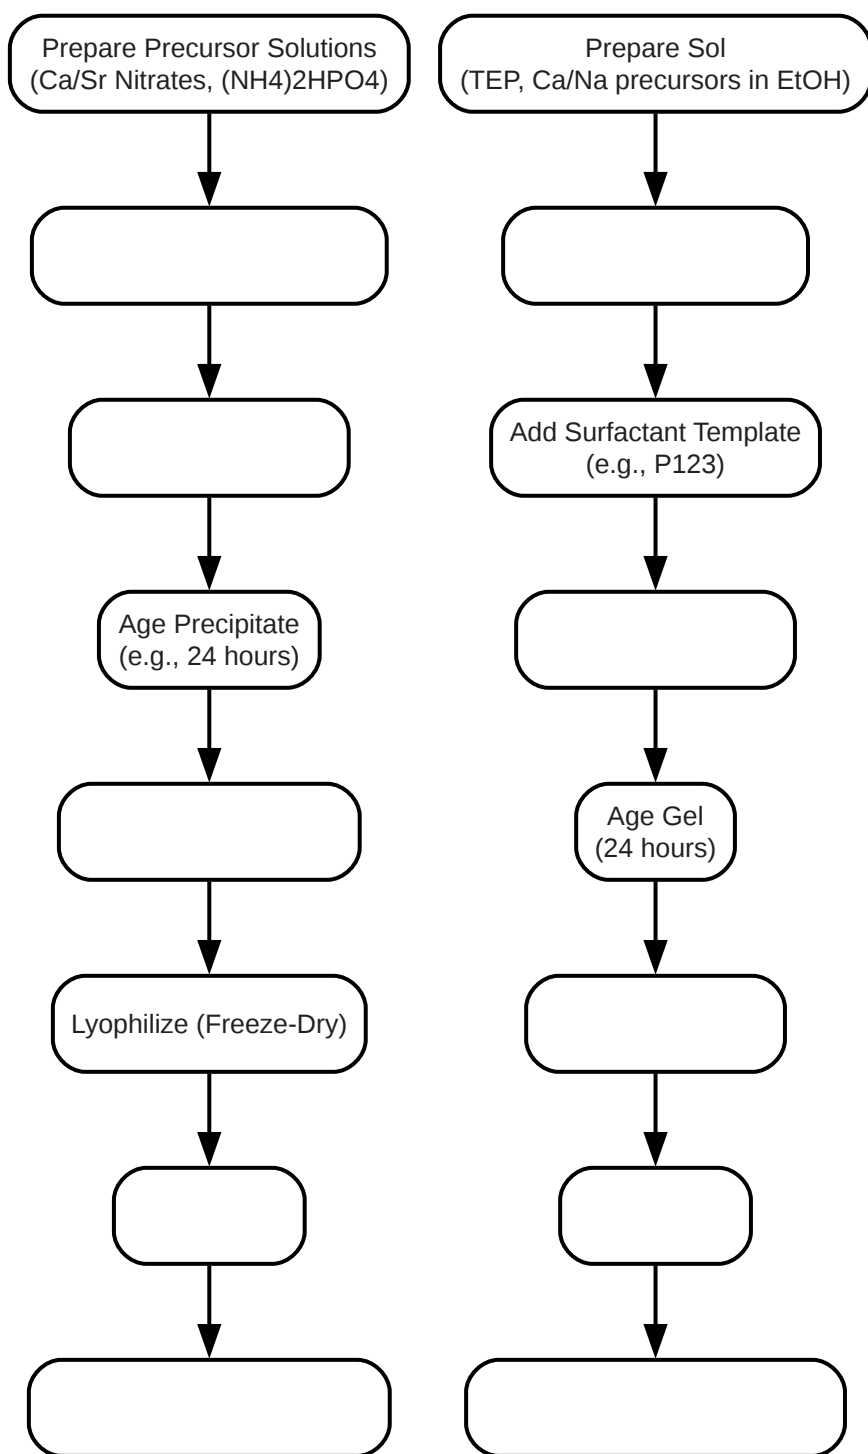 Prepare Precursor Solutions
(Ca/Sr Nitrates, (NH4)2HPO4)
Prepare Sol
(TEP, Ca/Na precursors in EtOH)
Add Surfactant Template
(e.g., P123)
Age Precipitate
(e.g., 24 hours)
Age Gel
(24 hours)
Lyophilize (Freeze-Dry)